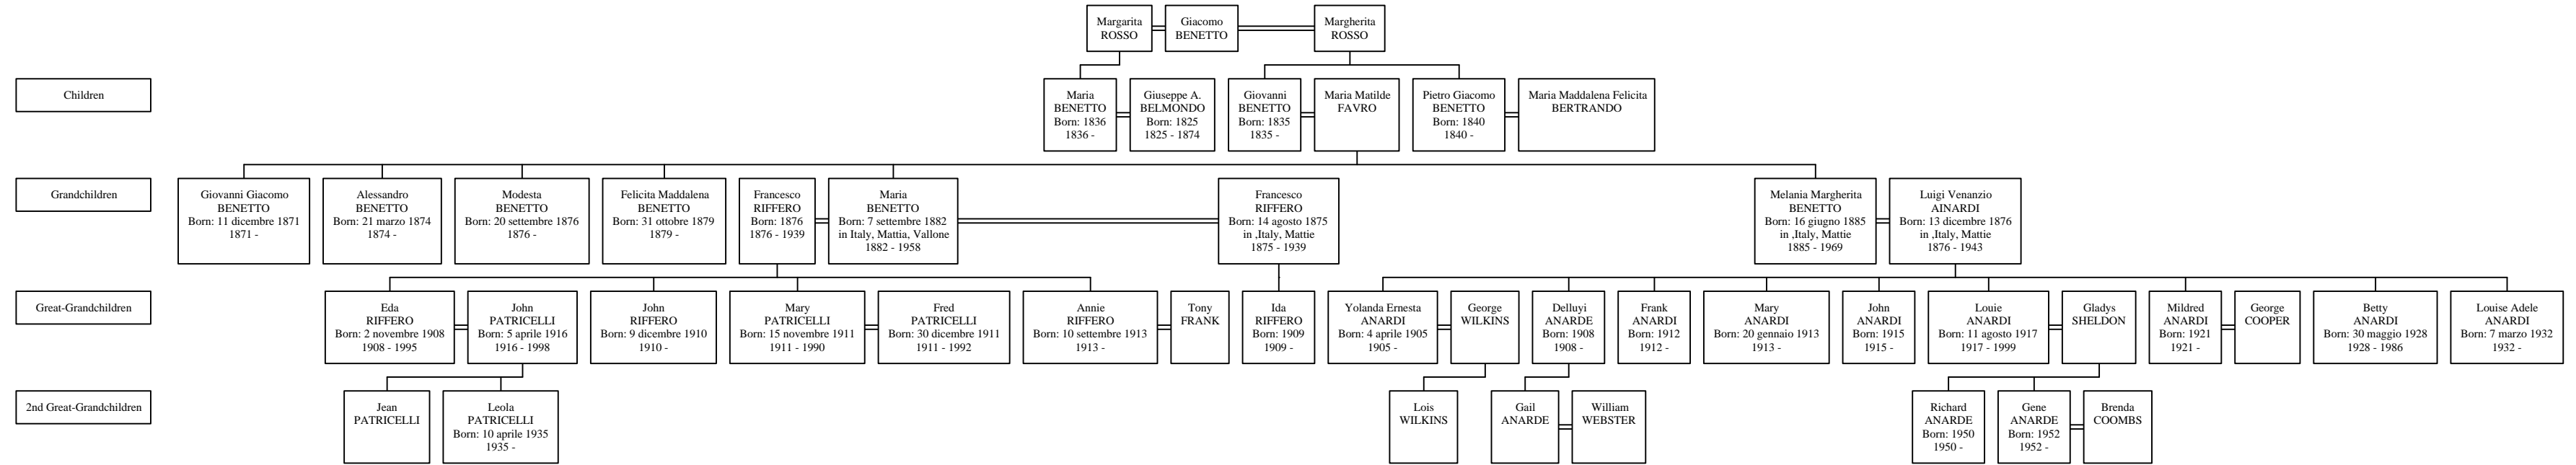 Margarita
ROSSO
Giacomo
BENETTO
Margherita
ROSSO
Children
Maria
BENETTO
Born: 1836
1836 -
Giuseppe A.
BELMONDO
Born: 1825
1825 - 1874
Giovanni
BENETTO
Born: 1835
1835 -
Maria Matilde
FAVRO
Pietro Giacomo
BENETTO
Born: 1840
1840 -
Maria Maddalena Felicita
BERTRANDO
Grandchildren
Giovanni Giacomo
BENETTO
Born: 11 dicembre 1871
1871 -
Alessandro
BENETTO
Born: 21 marzo 1874
1874 -
Modesta
BENETTO
Born: 20 settembre 1876
1876 -
Felicita Maddalena
BENETTO
Born: 31 ottobre 1879
1879 -
Francesco
RIFFERO
Born: 1876
1876 - 1939
Maria
BENETTO
Born: 7 settembre 1882
in Italy, Mattia, Vallone
1882 - 1958
Francesco
RIFFERO
Born: 14 agosto 1875
in ,Italy, Mattie
1875 - 1939
Melania Margherita
BENETTO
Born: 16 giugno 1885
in ,Italy, Mattie
1885 - 1969
Luigi Venanzio
AINARDI
Born: 13 dicembre 1876
in ,Italy, Mattie
1876 - 1943
Great-Grandchildren
Eda
RIFFERO
Born: 2 novembre 1908
1908 - 1995
John
PATRICELLI
Born: 5 aprile 1916
1916 - 1998
John
RIFFERO
Born: 9 dicembre 1910
1910 -
Mary
PATRICELLI
Born: 15 novembre 1911
1911 - 1990
Fred
PATRICELLI
Born: 30 dicembre 1911
1911 - 1992
Annie
RIFFERO
Born: 10 settembre 1913
1913 -
Tony
FRANK
Ida
RIFFERO
Born: 1909
1909 -
Yolanda Ernesta
ANARDI
Born: 4 aprile 1905
1905 -
George
WILKINS
Delluyi
ANARDE
Born: 1908
1908 -
Frank
ANARDI
Born: 1912
1912 -
Mary
ANARDI
Born: 20 gennaio 1913
1913 -
John
ANARDI
Born: 1915
1915 -
Louie
ANARDI
Born: 11 agosto 1917
1917 - 1999
Gladys
SHELDON
Mildred
ANARDI
Born: 1921
1921 -
George
COOPER
Betty
ANARDI
Born: 30 maggio 1928
1928 - 1986
Louise Adele
ANARDI
Born: 7 marzo 1932
1932 -
2nd Great-Grandchildren
Jean
PATRICELLI
Leola
PATRICELLI
Born: 10 aprile 1935
1935 -
Lois
WILKINS
Gail
ANARDE
William
WEBSTER
Richard
ANARDE
Born: 1950
1950 -
Gene
ANARDE
Born: 1952
1952 -
Brenda
COOMBS